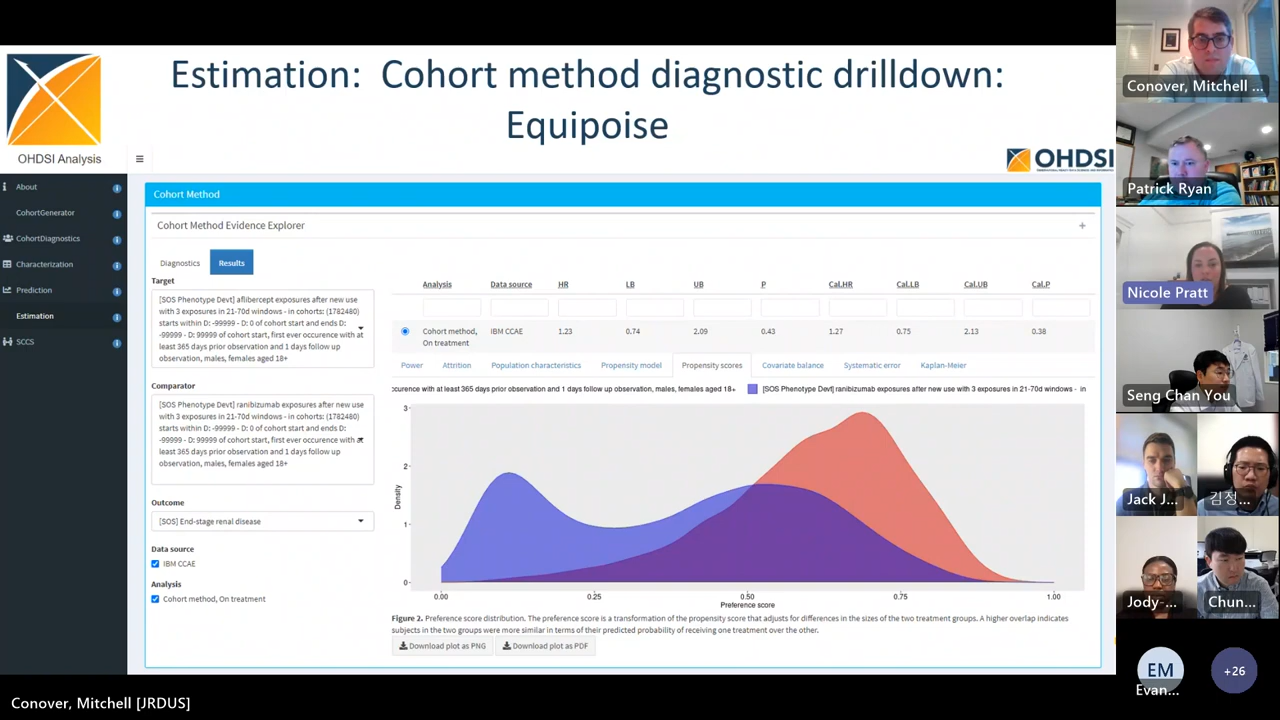 Estimation: Cohort method diagnostic drilldown:
Equipoise
OHDSI Analysis
OHDSI
About
CohortGenerator
CohortDiagnostics
Characterization
Prediction
Estimation
SCCS
Cohort Method
Cohort Method Evidence Explorer
Diagnostics
Results
Target
[SOS Phenotype Devt] aflibercept exposures after new use
with 3 exposures in 21-70d windows - in cohorts: (1782480)
starts within D: -99999 - D: 0 of cohort start and ends D:
-99999 - D: 99999 of cohort start, first ever occurence with at
least 365 days prior observation and 1 days follow up
observation, males, females aged 18+
Comparator
[SOS Phenotype Devt] ranibizumab exposures after new use
with 3 exposures in 21-70d windows - in cohorts: (1782480)
starts within D: -99999 - D: 0 of cohort start and ends D:
-99999 - D: 99999 of cohort start, first ever occurence with at
least 365 days prior observation and 1 days follow up
observation, males, females aged 18+
Outcome
[SOS] End-stage renal disease
Data source
IBM CCAE
Analysis
Cohort method, On treatment
Analysis Data source HR LB UB P Cal.HR Cal.LB Cal.UB Cal.P
Cohort method, IBM CCAE 1.23 0.74 2.09 0.43 1.27 0.75 2.13 0.38
On treatment
Power Attrition Population characteristics Propensity model Propensity scores Covariate balance Systematic error Kaplan-Meier
occurence with at least 365 days prior observation and 1 days follow up observation, males, females aged 18+ [SOS Phenotype Devt] ranibizumab exposures after new use with 3 exposures in 21-70d windows - in
3
2
1
0
Density
0.00 0.25 0.50 0.75 1.00
Preference score
Figure 2. Preference score distribution. The preference score is a transformation of the propensity score that adjusts for differences in the sizes of the two treatment groups. A higher overlap indicates
subjects in the two groups were more similar in terms of their predicted probability of receiving one treatment over the other.
Download plot as PNG
Download plot as PDF
Conover, Mitchell ...
Patrick Ryan
Nicole Pratt
Seng Chan You
Jack J...
김정...
Jody-...
Chun...
EM
Evan...
+26
Conover, Mitchell [JRDUS]